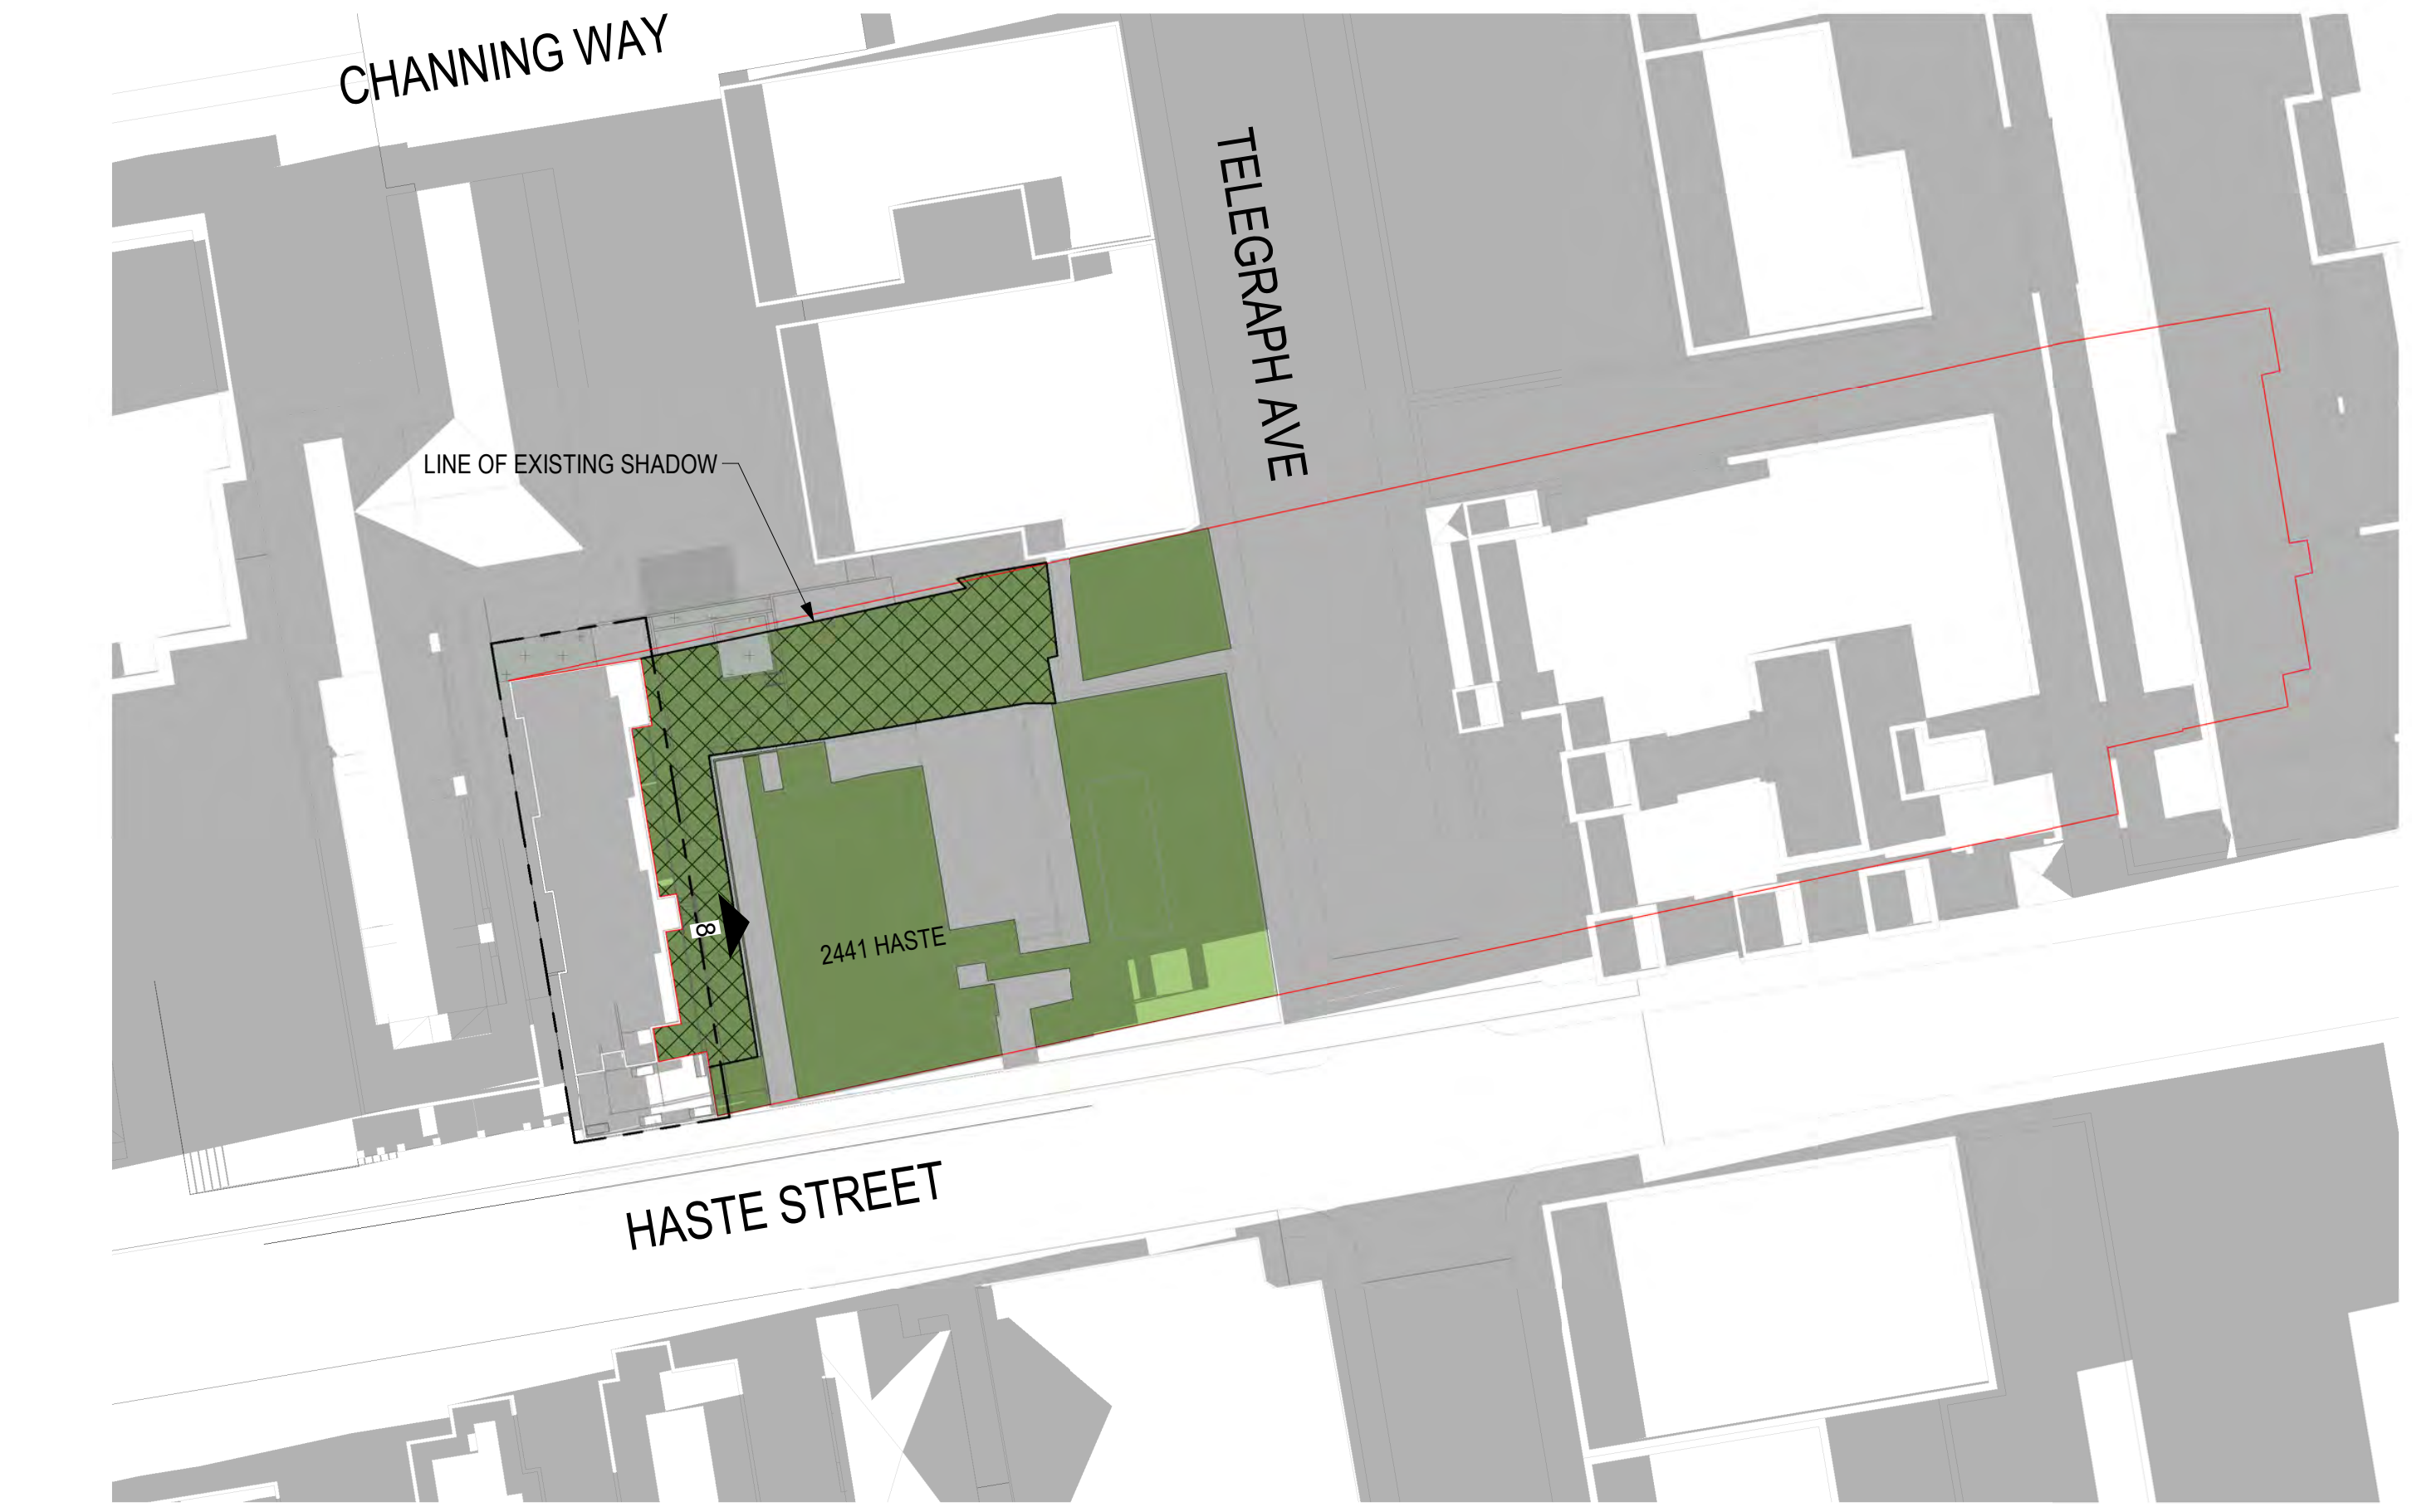 CHANNING WAY
TELEGRAPH AVE
LINE OF EXISTING SHADOW
8
2441 HASTE
HASTE STREET